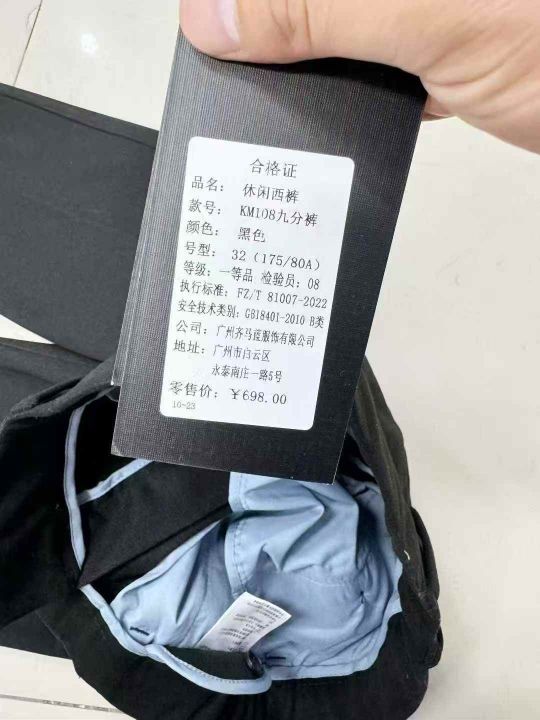 合格证
品名： 休闲西裤
款号： KM108九分裤
颜色： 黑色
号型： 32（175/80A）
等级：一等品 检验员：08
执行标准：FZ/T 81007-2022
安全技术类别：GB18401-2010 B类
公司：广州齐马莲服饰有限公司
地址：广州市白云区
永泰南庄一路5号
零售价：￥698.00
10-23